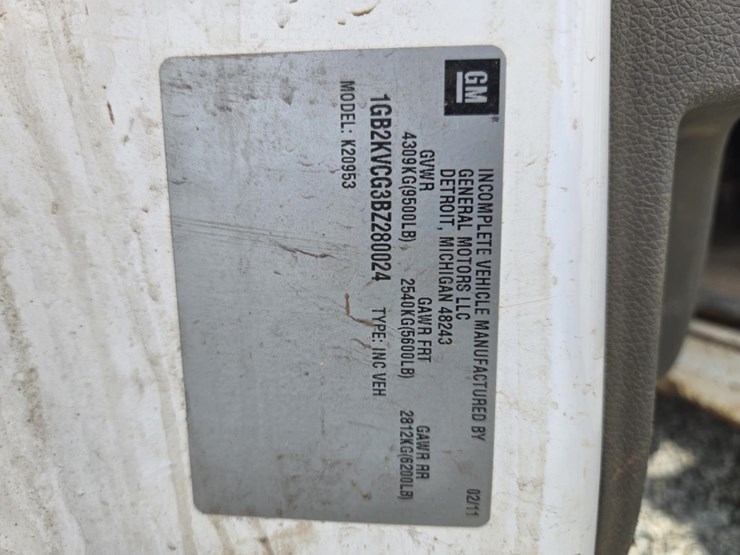 GM®
INCOMPLETE VEHICLE MANUFACTURED BY
GENERAL MOTORS LLC 02/11
DETROIT, MICHIGAN 48243
GVWR GAWR FRT GAWR RR
4309KG(9500LB) 2540KG(5600LB) 2812KG(6200LB)
1GB2KVCG3BZ280024 TYPE: INC VEH
MODEL: K20953